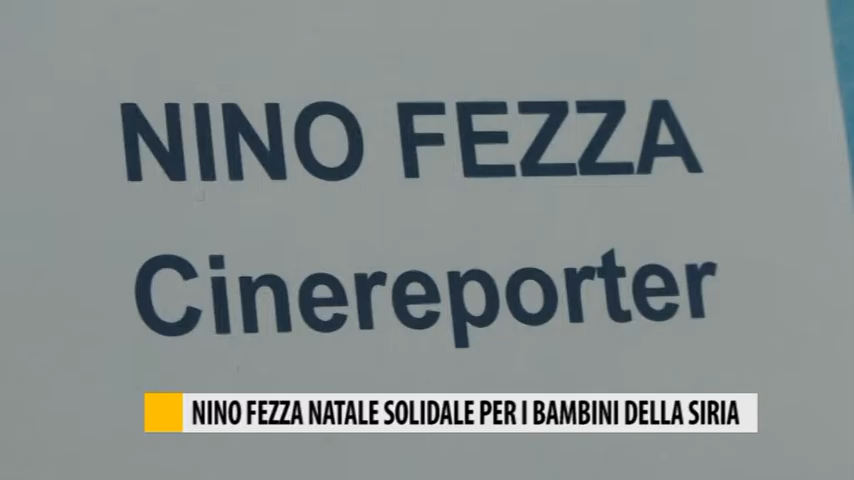 NINO FEZZA
Cinereporter
NINO FEZZA NATALE SOLIDALE PER I BAMBINI DELLA SIRIA